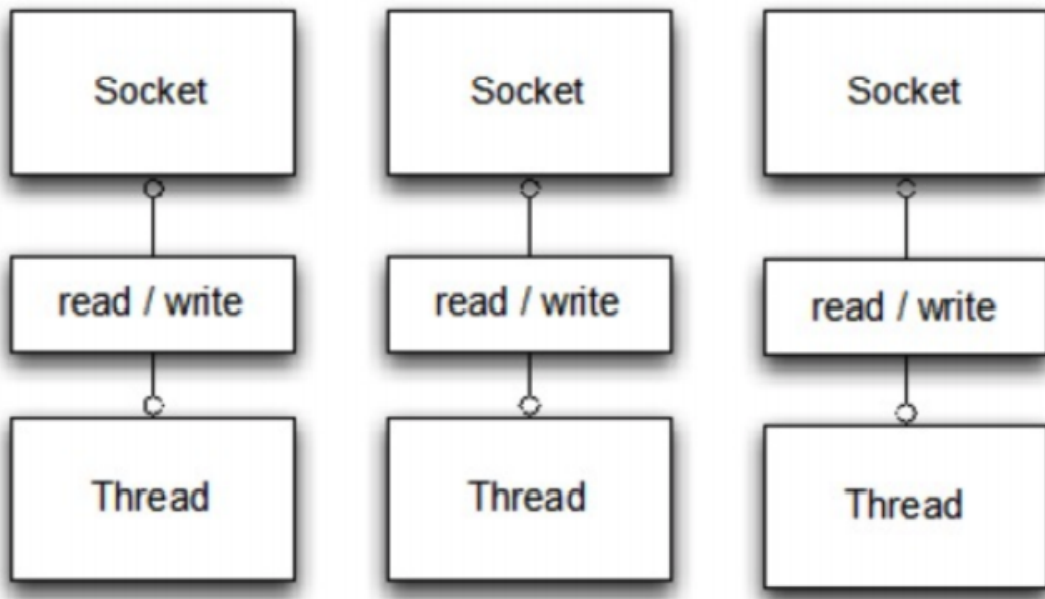 Socket
Socket
Socket
read / write
read / write
read / write
Thread
Thread
Thread